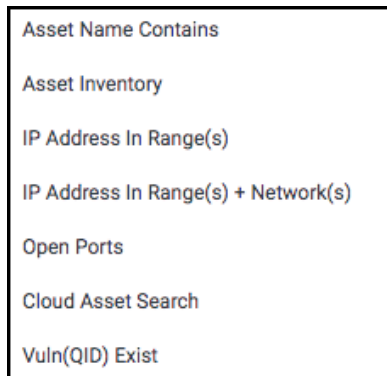 Asset Name Contains
Asset Inventory
IP Address In Range(s)
IP Address In Range(s) + Network(s)
Open Ports
Cloud Asset Search
Vuln(QID) Exist